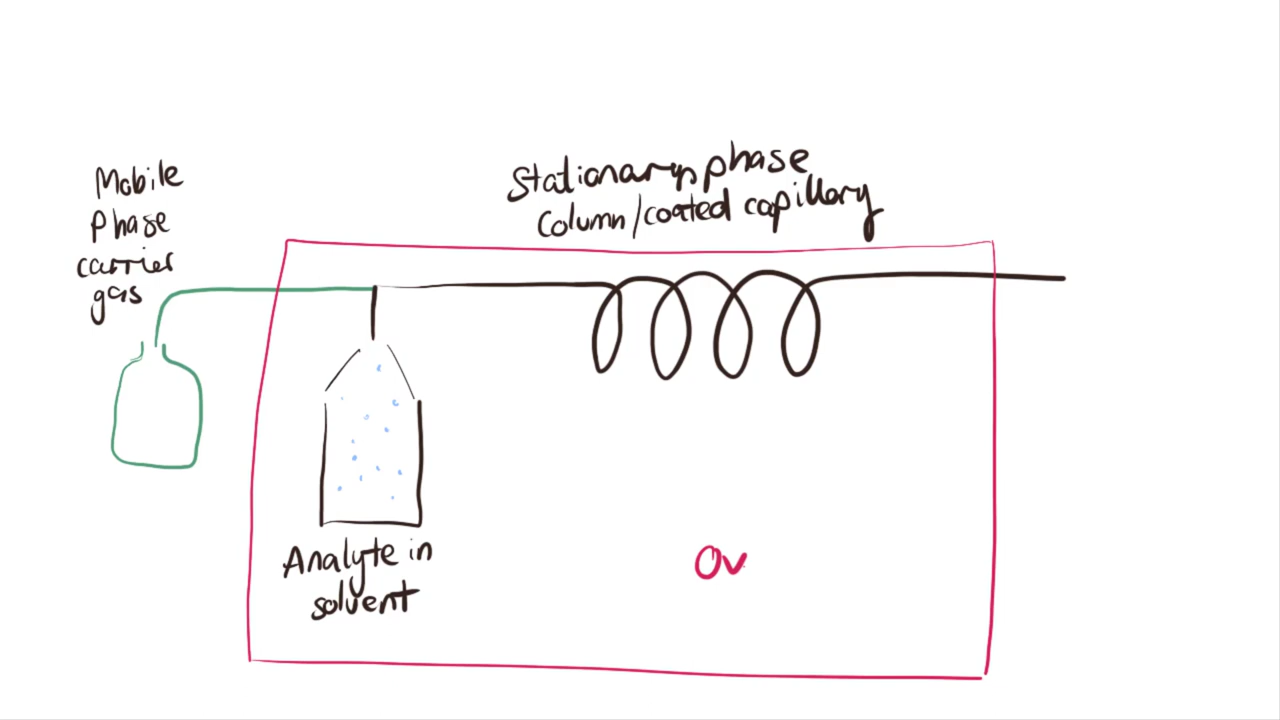 Mobile
Phase
carrier
gas
Stationary phase
Column/coated capillary
Analyte in
solvent
Ov